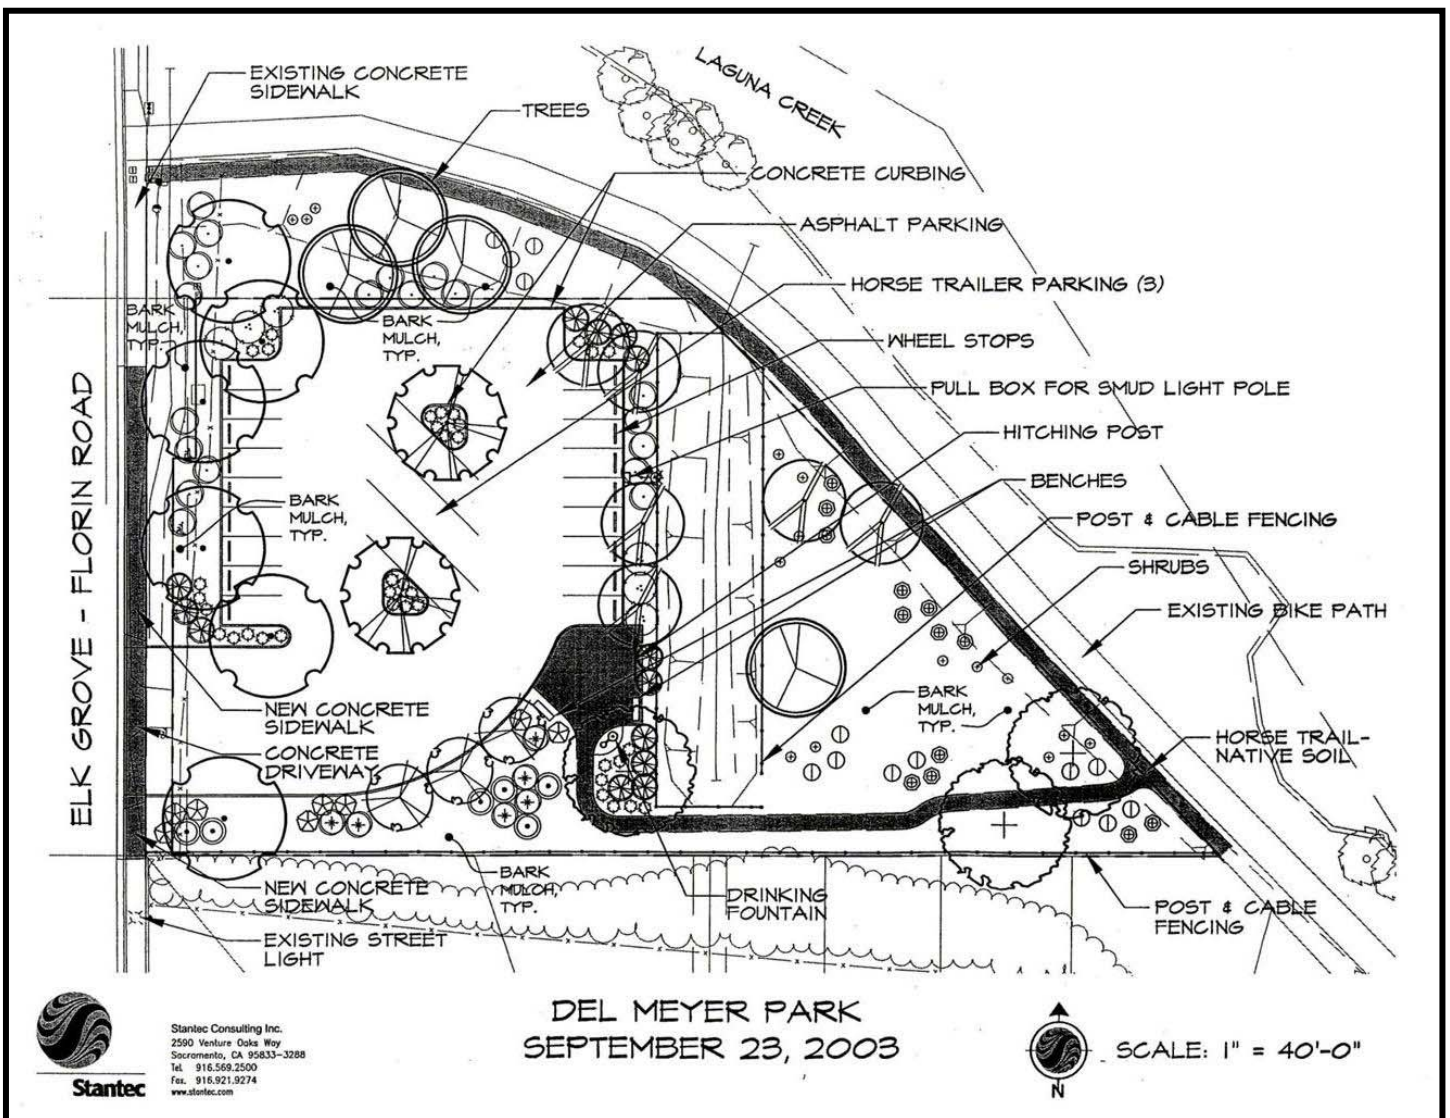 EXISTING CONCRETE
SIDEWALK
TREES
LAGUNA CREEK
CONCRETE CURBING
ASPHALT PARKING
HORSE TRAILER PARKING (3)
WHEEL STOPS
PULL BOX FOR SMUD LIGHT POLE
HITCHING POST
BENCHES
POST & CABLE FENCING
SHRUBS
EXISTING BIKE PATH
BARK
MULCH,
TYP.
BARK
MULCH,
TYP.
BARK
MULCH,
TYP.
BARK
MULCH,
TYP.
ELK GROVE - FLORIN ROAD
NEW CONCRETE
SIDEWALK
CONCRETE
DRIVEWAY
HORSE TRAIL-
NATIVE SOIL
NEW CONCRETE
SIDEWALK
BARK
MULCH,
TYP.
DRINKING
FOUNTAIN
POST & CABLE
FENCING
EXISTING STREET
LIGHT
Stantec
Stantec Consulting Inc.
2590 Venture Oaks Way
Sacramento, CA 95833-3288
Tel. 916.569.2500
Fax. 916.921.9274
www.stantec.com
DEL MEYER PARK
SEPTEMBER 23, 2003
N
SCALE: 1" = 40'-0"